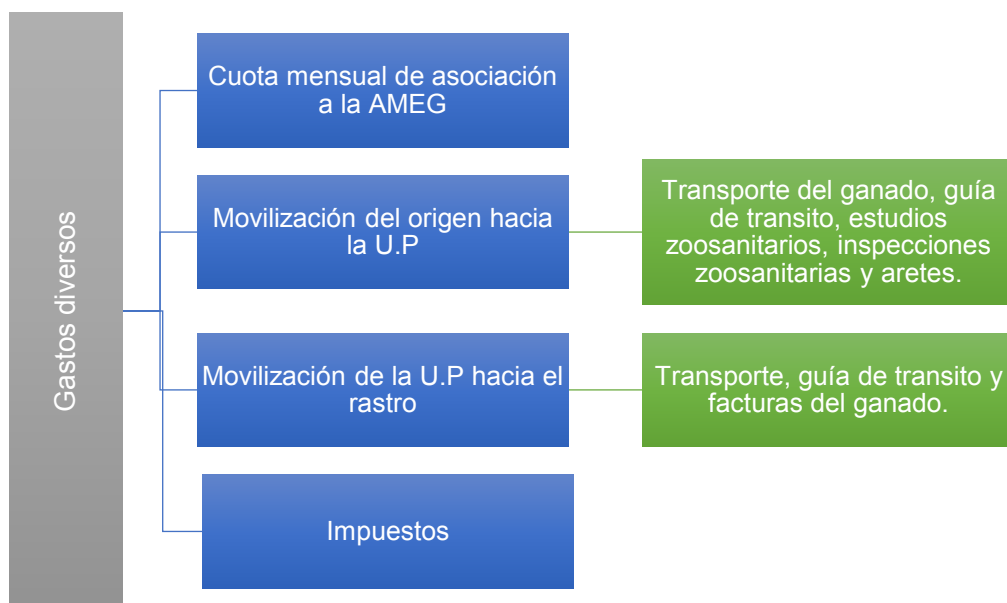 Gastos diversos
Cuota mensual de asociación
a la AMEG
Movilización del origen hacia
la U.P
Transporte del ganado, guía
de transito, estudios
zoosanitarios, inspecciones
zoosanitarias y aretes.
Movilización de la U.P hacia el
rastro
Transporte, guía de transito y
facturas del ganado.
Impuestos